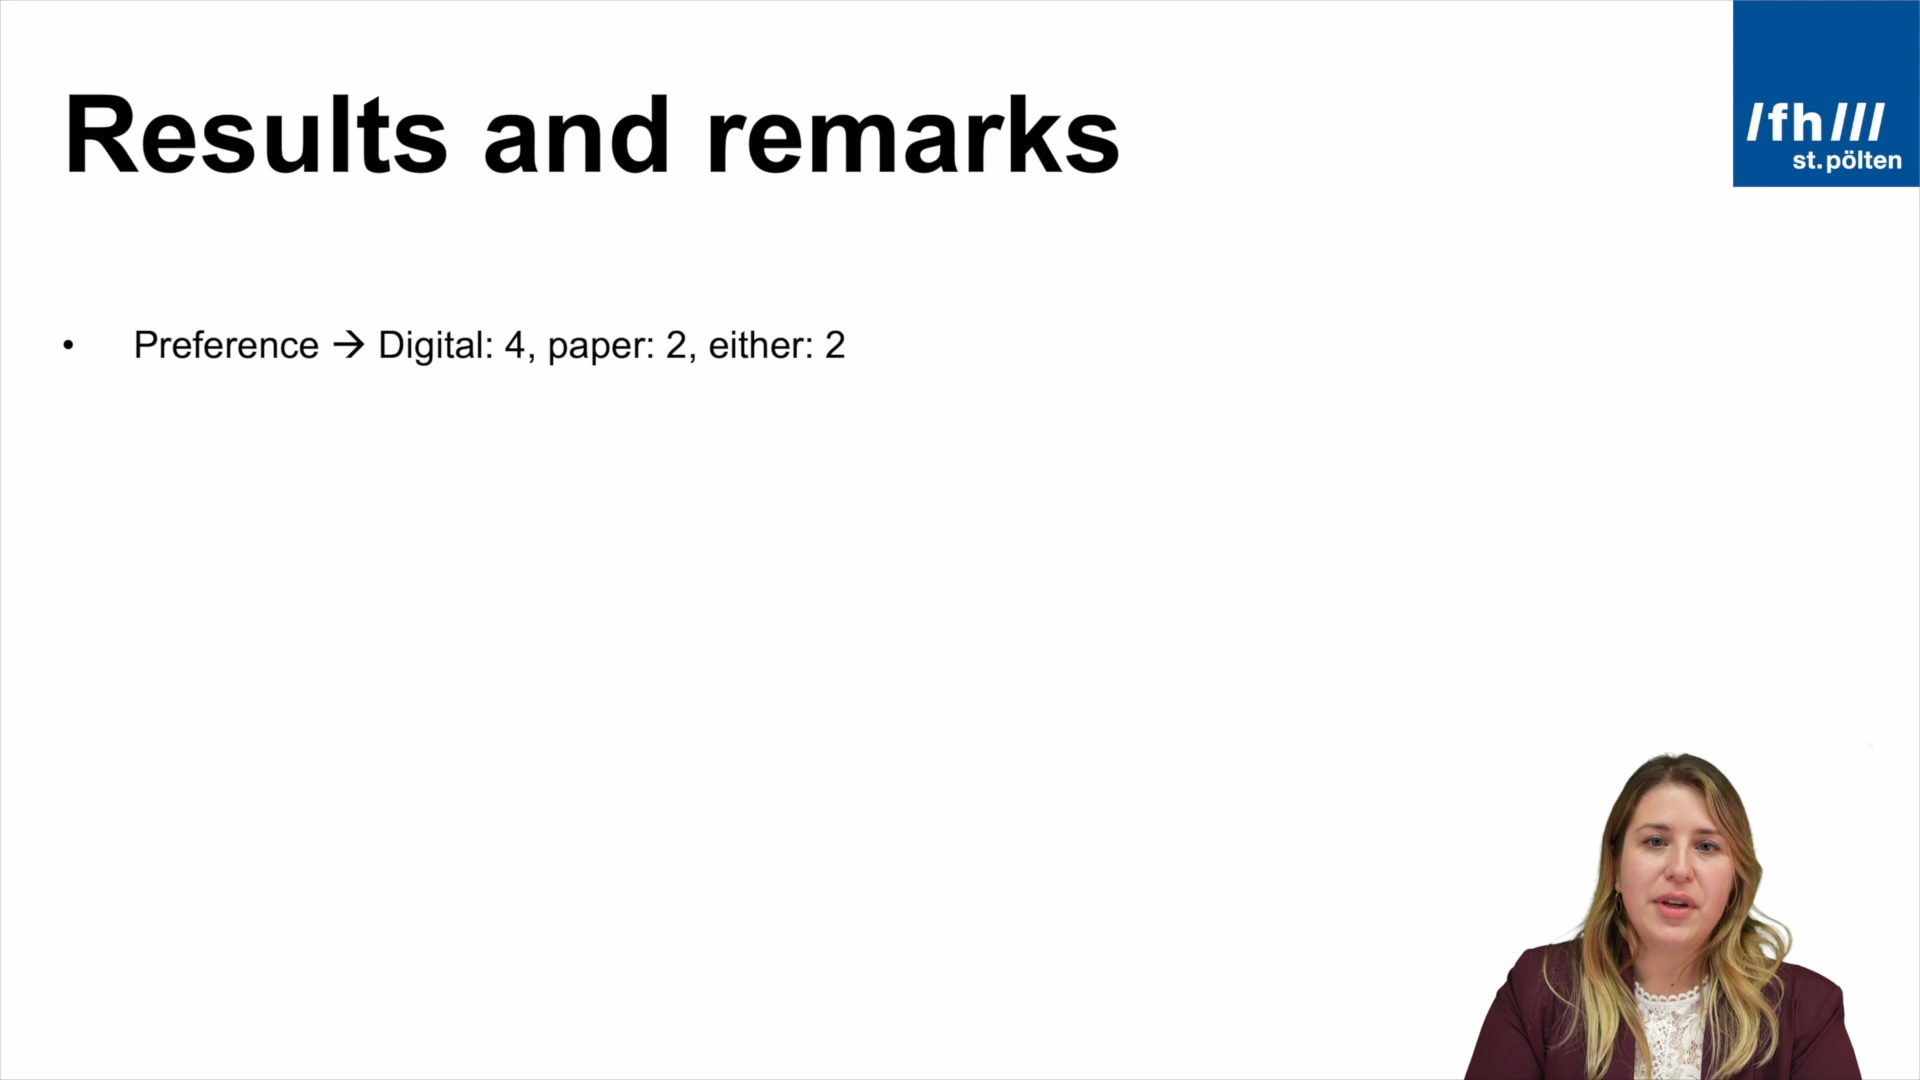 Results and remarks
/fh///
st.pölten
• Preference → Digital: 4, paper: 2, either: 2